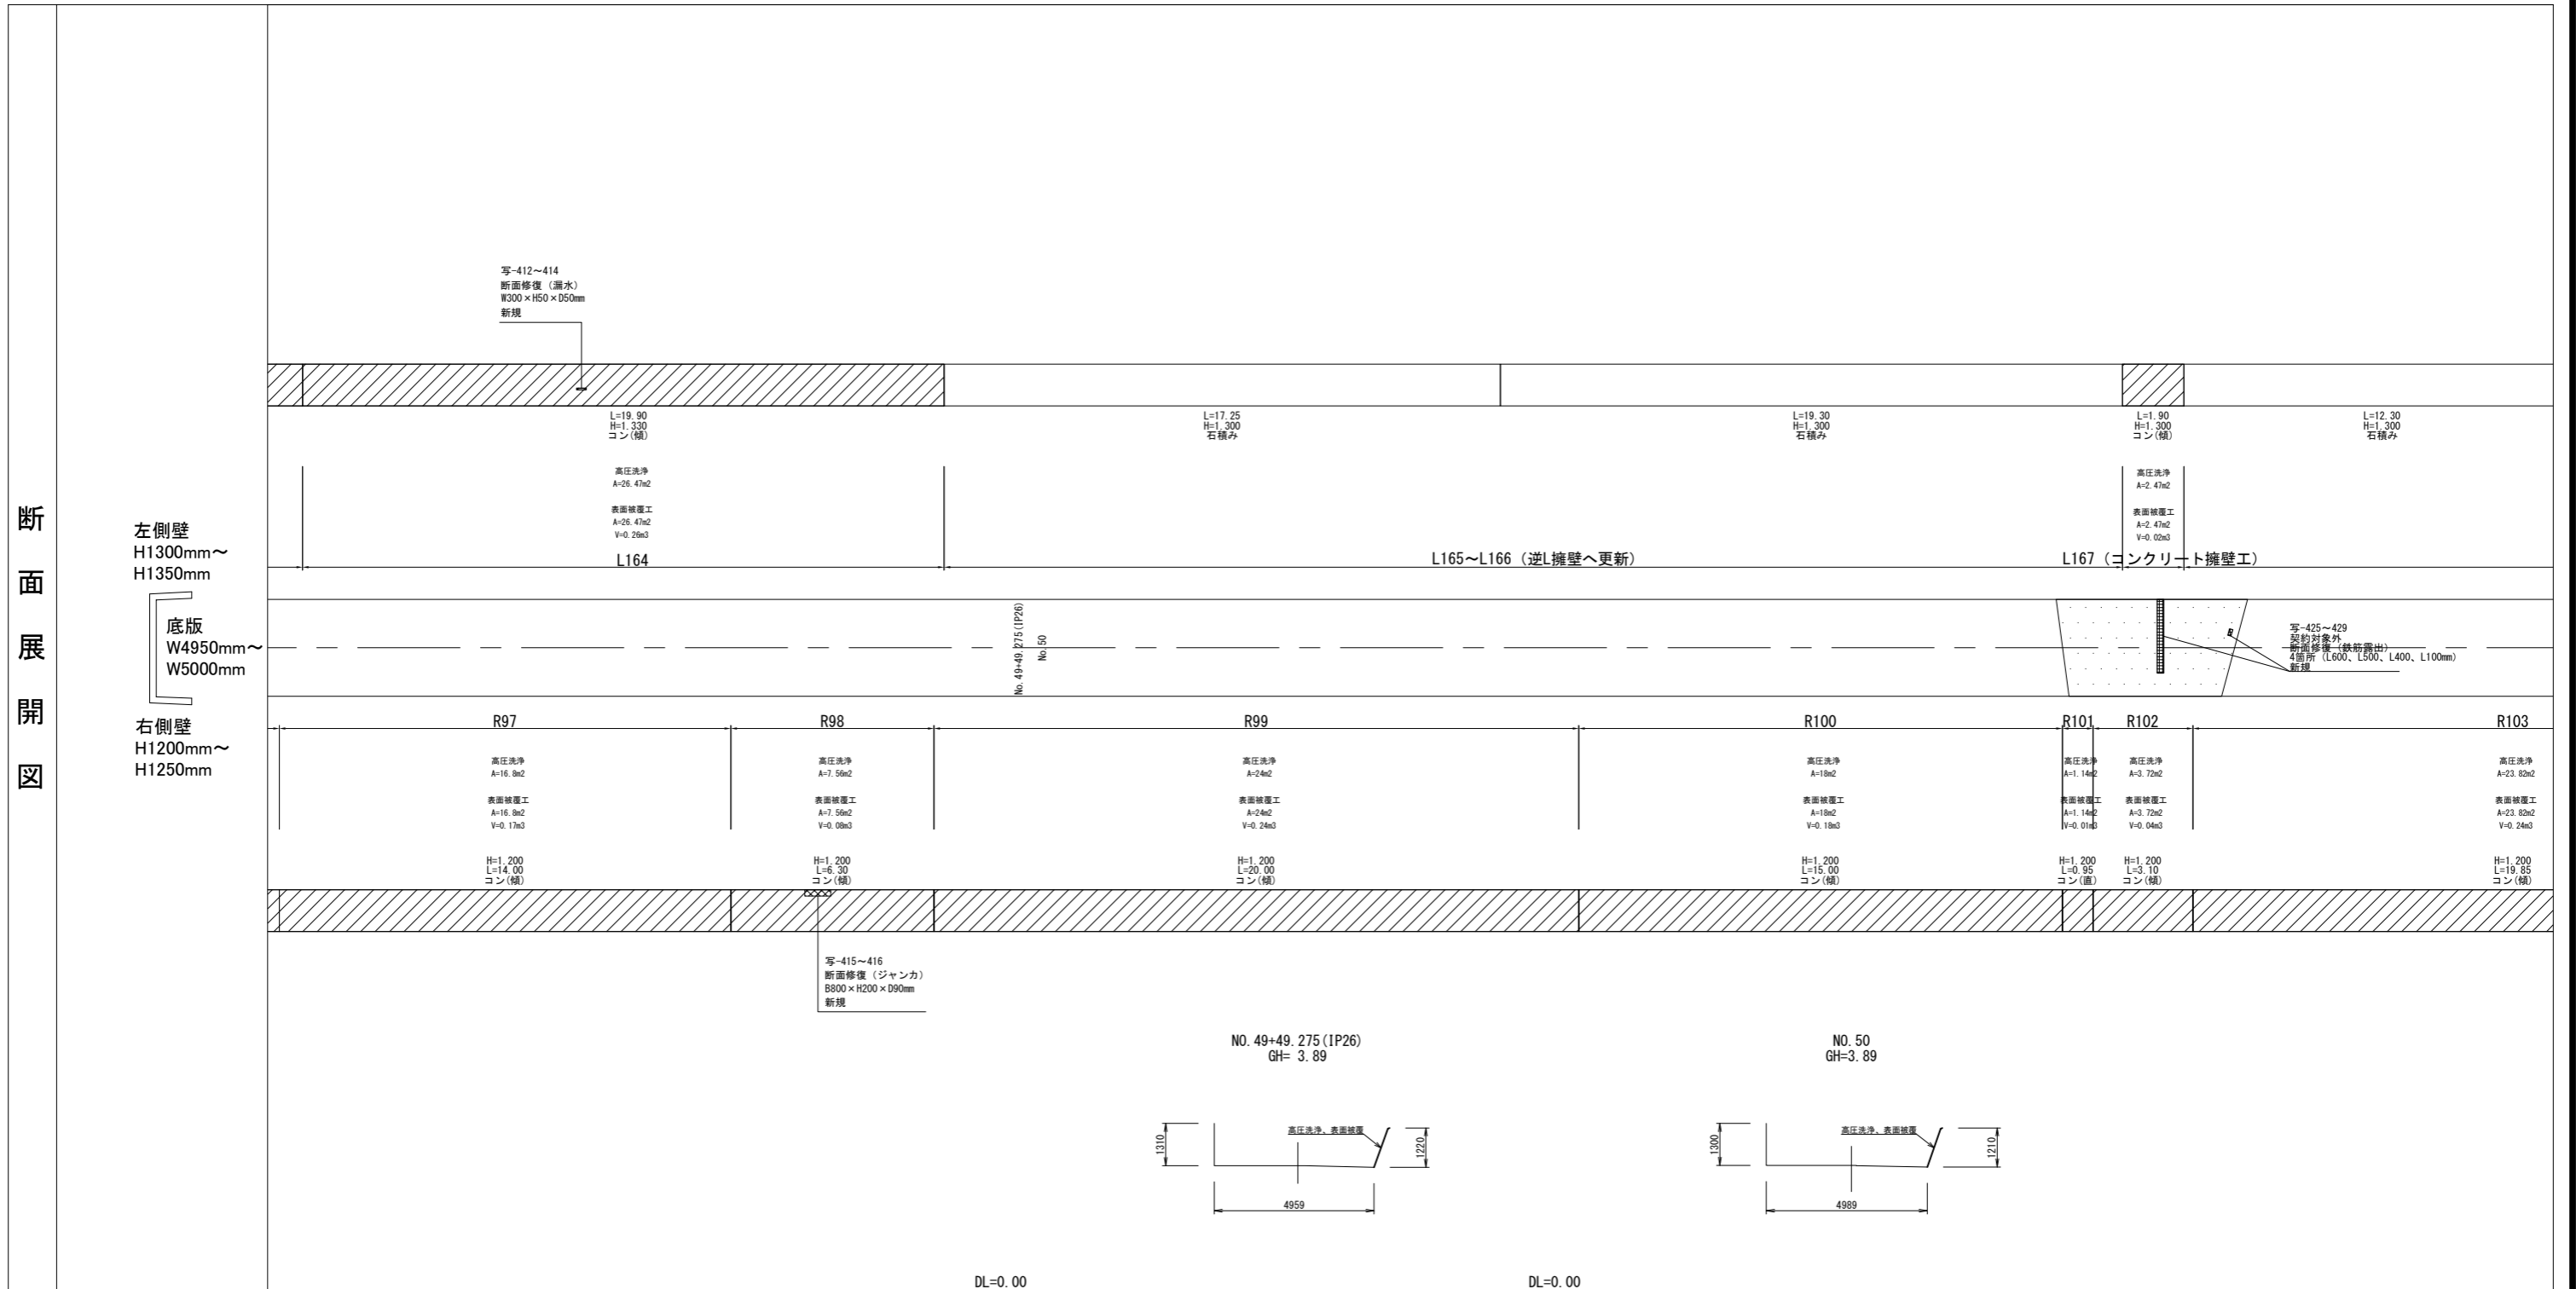 断面展開図
左側壁
H1300mm～
H1350mm
底版
W4950mm～
W5000mm
右側壁
H1200mm～
H1250mm
写-412～414
断面修復（漏水）
W300×H50×D50mm
新規
L=19.90
H=1.330
コン(傾)
L=17.25
H=1.300
石積み
L=19.30
H=1.300
石積み
L=1.90
H=1.300
コン(傾)
L=12.30
H=1.300
石積み
高圧洗浄
A=26.47m2
表面被覆工
A=26.47m2
V=0.26m3
高圧洗浄
A=2.47m2
表面被覆工
A=2.47m2
V=0.02m3
L164
L165～L166（逆L擁壁へ更新）
L167（コンクリート擁壁工）
No.49+49.275(IP26)
No.50
写-425～429
契約対象外
断面修復（鉄筋露出）
4箇所（L600、L500、L400、L100mm）
新規
R97
R98
R99
R100
R101
R102
R103
高圧洗浄
A=16.8m2
表面被覆工
A=16.8m2
V=0.17m3
高圧洗浄
A=7.56m2
表面被覆工
A=7.56m2
V=0.08m3
高圧洗浄
A=24m2
表面被覆工
A=24m2
V=0.24m3
高圧洗浄
A=18m2
表面被覆工
A=18m2
V=0.18m3
高圧洗浄
A=1.14m2
表面被覆工
A=1.14m2
V=0.01m3
高圧洗浄
A=3.72m2
表面被覆工
A=3.72m2
V=0.04m3
高圧洗浄
A=23.82m2
表面被覆工
A=23.82m2
V=0.24m3
H=1.200
L=14.00
コン(傾)
H=1.200
L=6.30
コン(傾)
H=1.200
L=20.00
コン(傾)
H=1.200
L=15.00
コン(傾)
H=1.200
L=0.95
コン(直)
H=1.200
L=3.10
コン(傾)
H=1.200
L=19.85
コン(傾)
写-415～416
断面修復（ジャンカ）
B800×H200×D90mm
新規
NO.49+49.275(IP26)
GH= 3.89
1310
高圧洗浄、表面被覆
1220
4959
NO.50
GH=3.89
1300
高圧洗浄、表面被覆
1210
4989
DL=0.00
DL=0.00